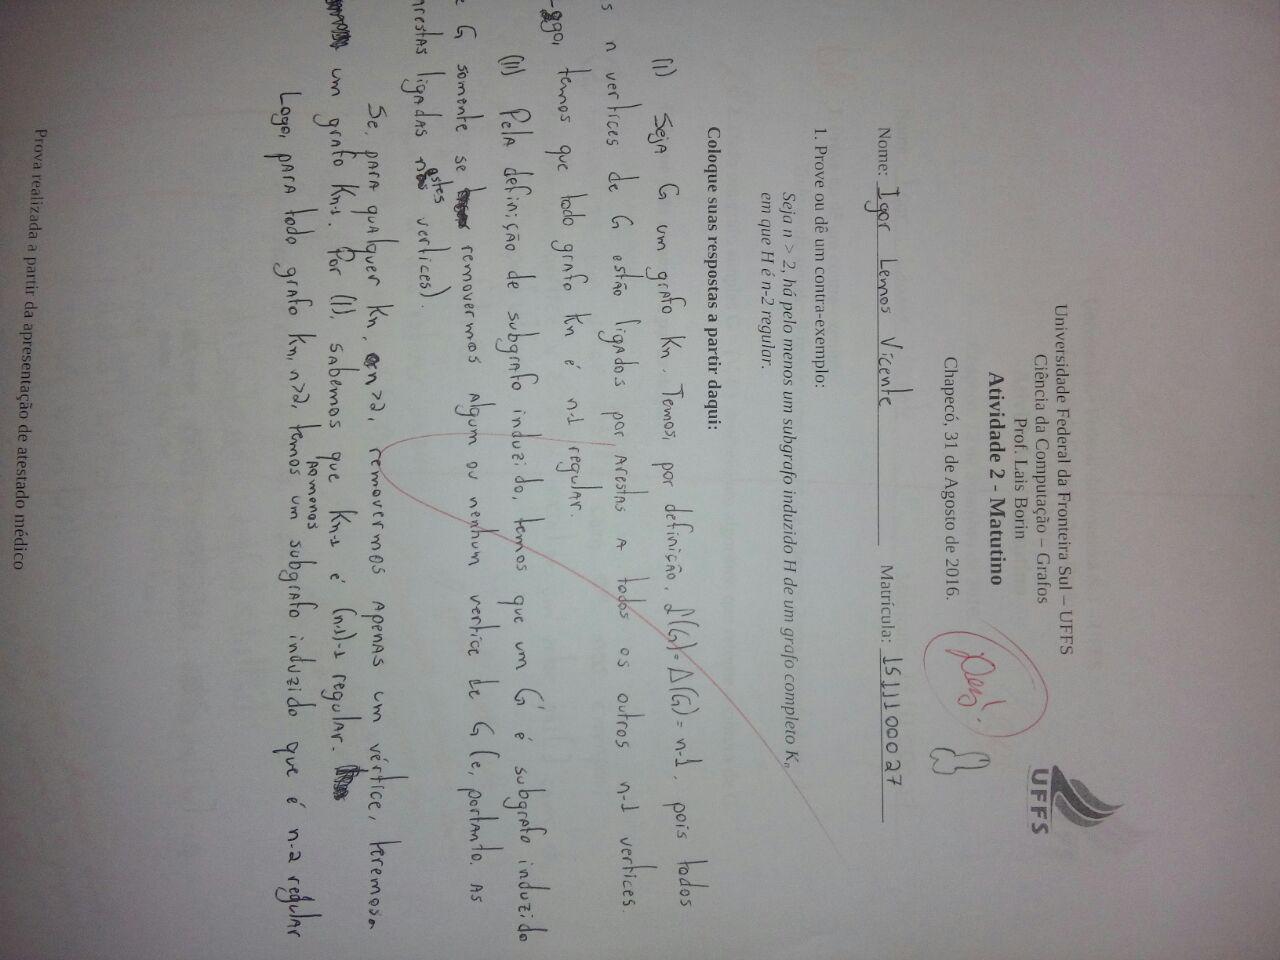 UFFS
Universidade Federal da Fronteira Sul – UFFS
Ciência da Computação – Grafos
Prof. Lais Borin
Atividade 2 - Matutino
Dez!
Chapecó, 31 de Agosto de 2016.
Nome: Igor Lemos Vicente Matrícula: 1511100027
1. Prove ou dê um contra-exemplo:
Seja n > 2, há pelo menos um subgrafo induzido H de um grafo completo Kn
em que H é n-2 regular.
Coloque suas respostas a partir daqui:
(I) Seja G um grafo Kn. Temos, por definição, δ(G) = Δ(G) = n-1, pois todos
s n vertices de G estão ligados por arestas a todos os outros n-1 vertices.
Logo, temos que todo grafo Kn é n-1 regular.
(II) Pela definição de subgrafo induzido, temos que um G' é subgrafo induzido
e G somente se removermos algum ou nenhum vertice de G (e, portanto, as
arestas ligadas estes vertices).
Se, para qualquer Kn, n>2, removermos apenas um vértice, teremos
um grafo Kn-1. Por (I), sabemos que Kn-1 é (n-1)-1 regular.
Logo, para todo grafo Kn, n>2, temos ao menos um subgrafo induzido que é n-2 regular
Prova realizada a partir da apresentação de atestado médico